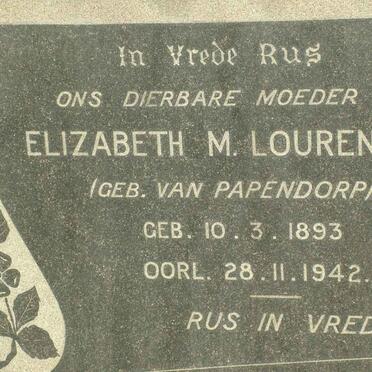 In Vrede Rus
ONS DIERBARE MOEDER
ELIZABETH M. LOUREN
(GEB. VAN PAPENDORP)
GEB. 10.3.1893
OORL. 28.11.1942.
RUS IN VRED